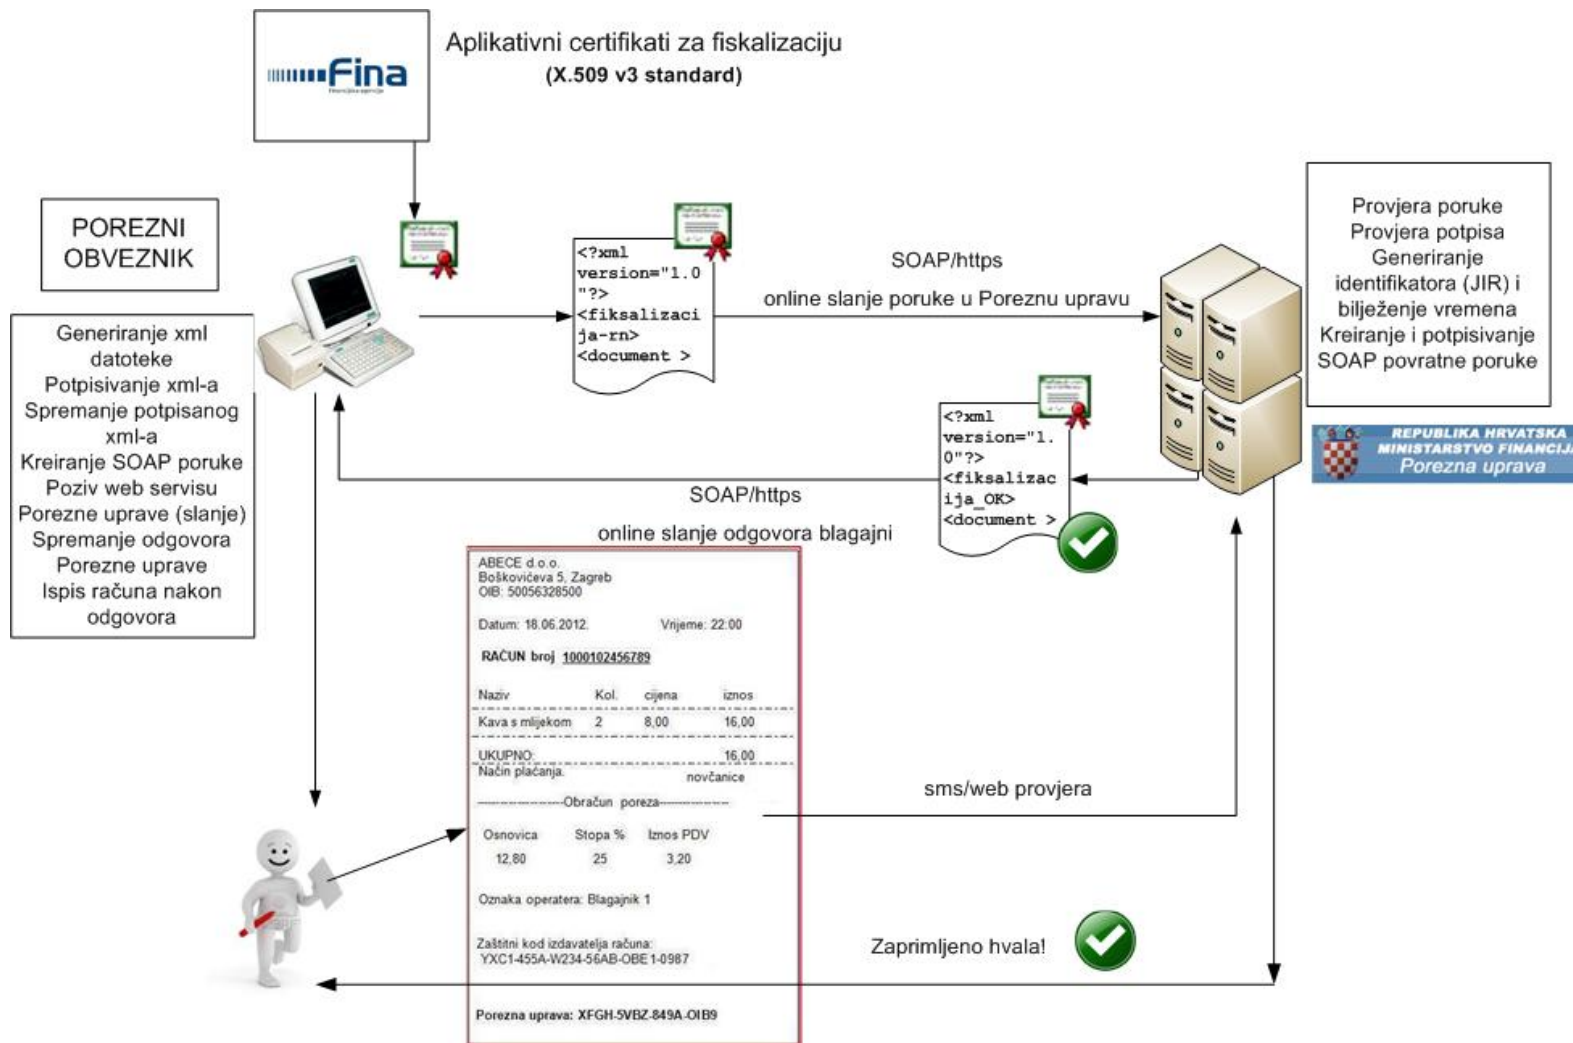 Fina
Financijska agencija
Aplikativni certifikati za fiskalizaciju
(X.509 v3 standard)
POREZNI
OBVEZNIK
Generiranje xml
datoteke
Potpisivanje xml-a
Spremanje potpisanog
xml-a
Kreiranje SOAP poruke
Poziv web servisu
Porezne uprave (slanje)
Spremanje odgovora
Porezne uprave
Ispis računa nakon
odgovora
<?xml
version="1.0
"?>
<fiksalizaci
ja-rn>
<document >
SOAP/https
online slanje poruke u Poreznu upravu
Provjera poruke
Provjera potpisa
Generiranje
identifikatora (JIR) i
bilježenje vremena
Kreiranje i potpisivanje
SOAP povratne poruke
REPUBLIKA HRVATSKA
MINISTARSTVO FINANCIJA
Porezna uprava
<?xml
version="1.
0"?>
<fiksalizac
ija_OK>
<document >
SOAP/https
online slanje odgovora blagajni
ABECE d.o.o.
Boškovićeva 5, Zagreb
OIB: 50056328500
Datum: 18.06.2012. Vrijeme: 22:00
RAČUN broj 1000102456789
Naziv Kol. cijena iznos
Kava s mlijekom 2 8,00 16,00
UKUPNO: 16,00
Način plaćanja. novčanice
Obračun poreza
Osnovica Stopa % Iznos PDV
12,80 25 3,20
Oznaka operatera: Blagajnik 1
Zaštitni kod izdavatelja računa:
YXC1-455A-W234-56AB-OBE1-0987
Porezna uprava: XFGH-5VBZ-849A-OIB9
sms/web provjera
Zaprimljeno hvala!